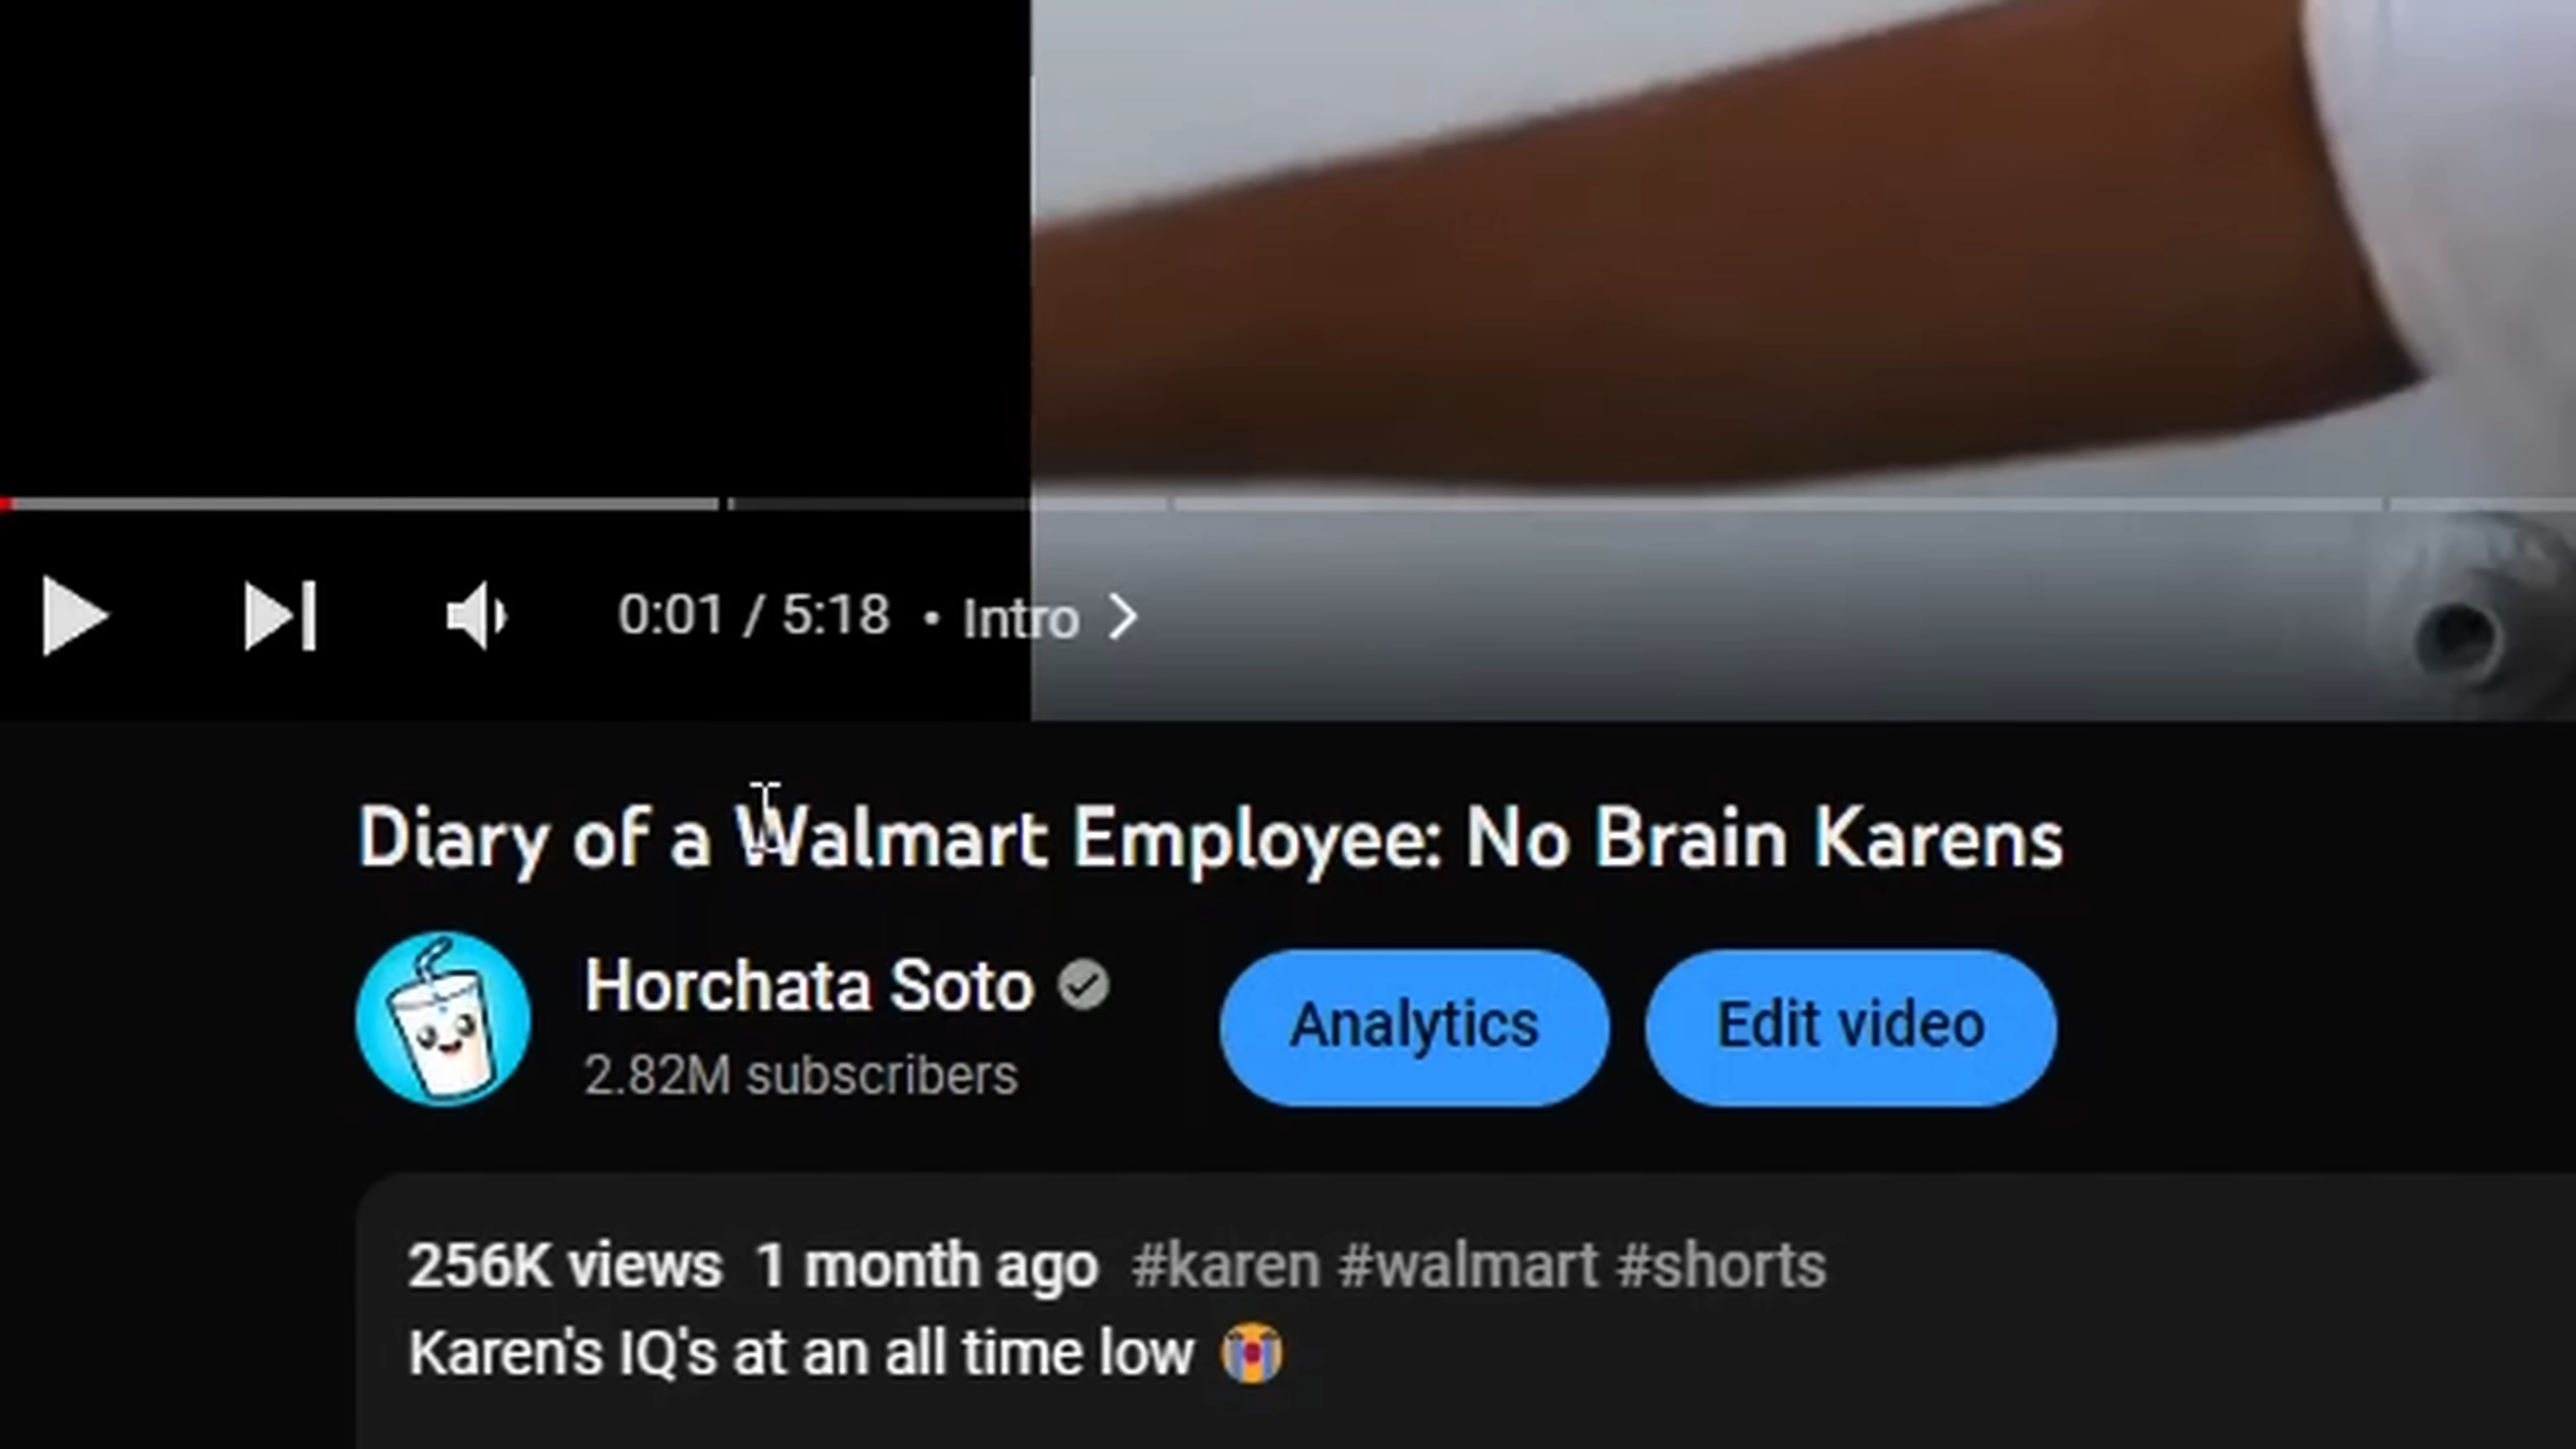 0:01 / 5:18 • Intro
Diary of a Walmart Employee: No Brain Karens
Horchata Soto
2.82M subscribers
Analytics
Edit video
256K views 1 month ago #karen #walmart #shorts
Karen's IQ's at an all time low 😭